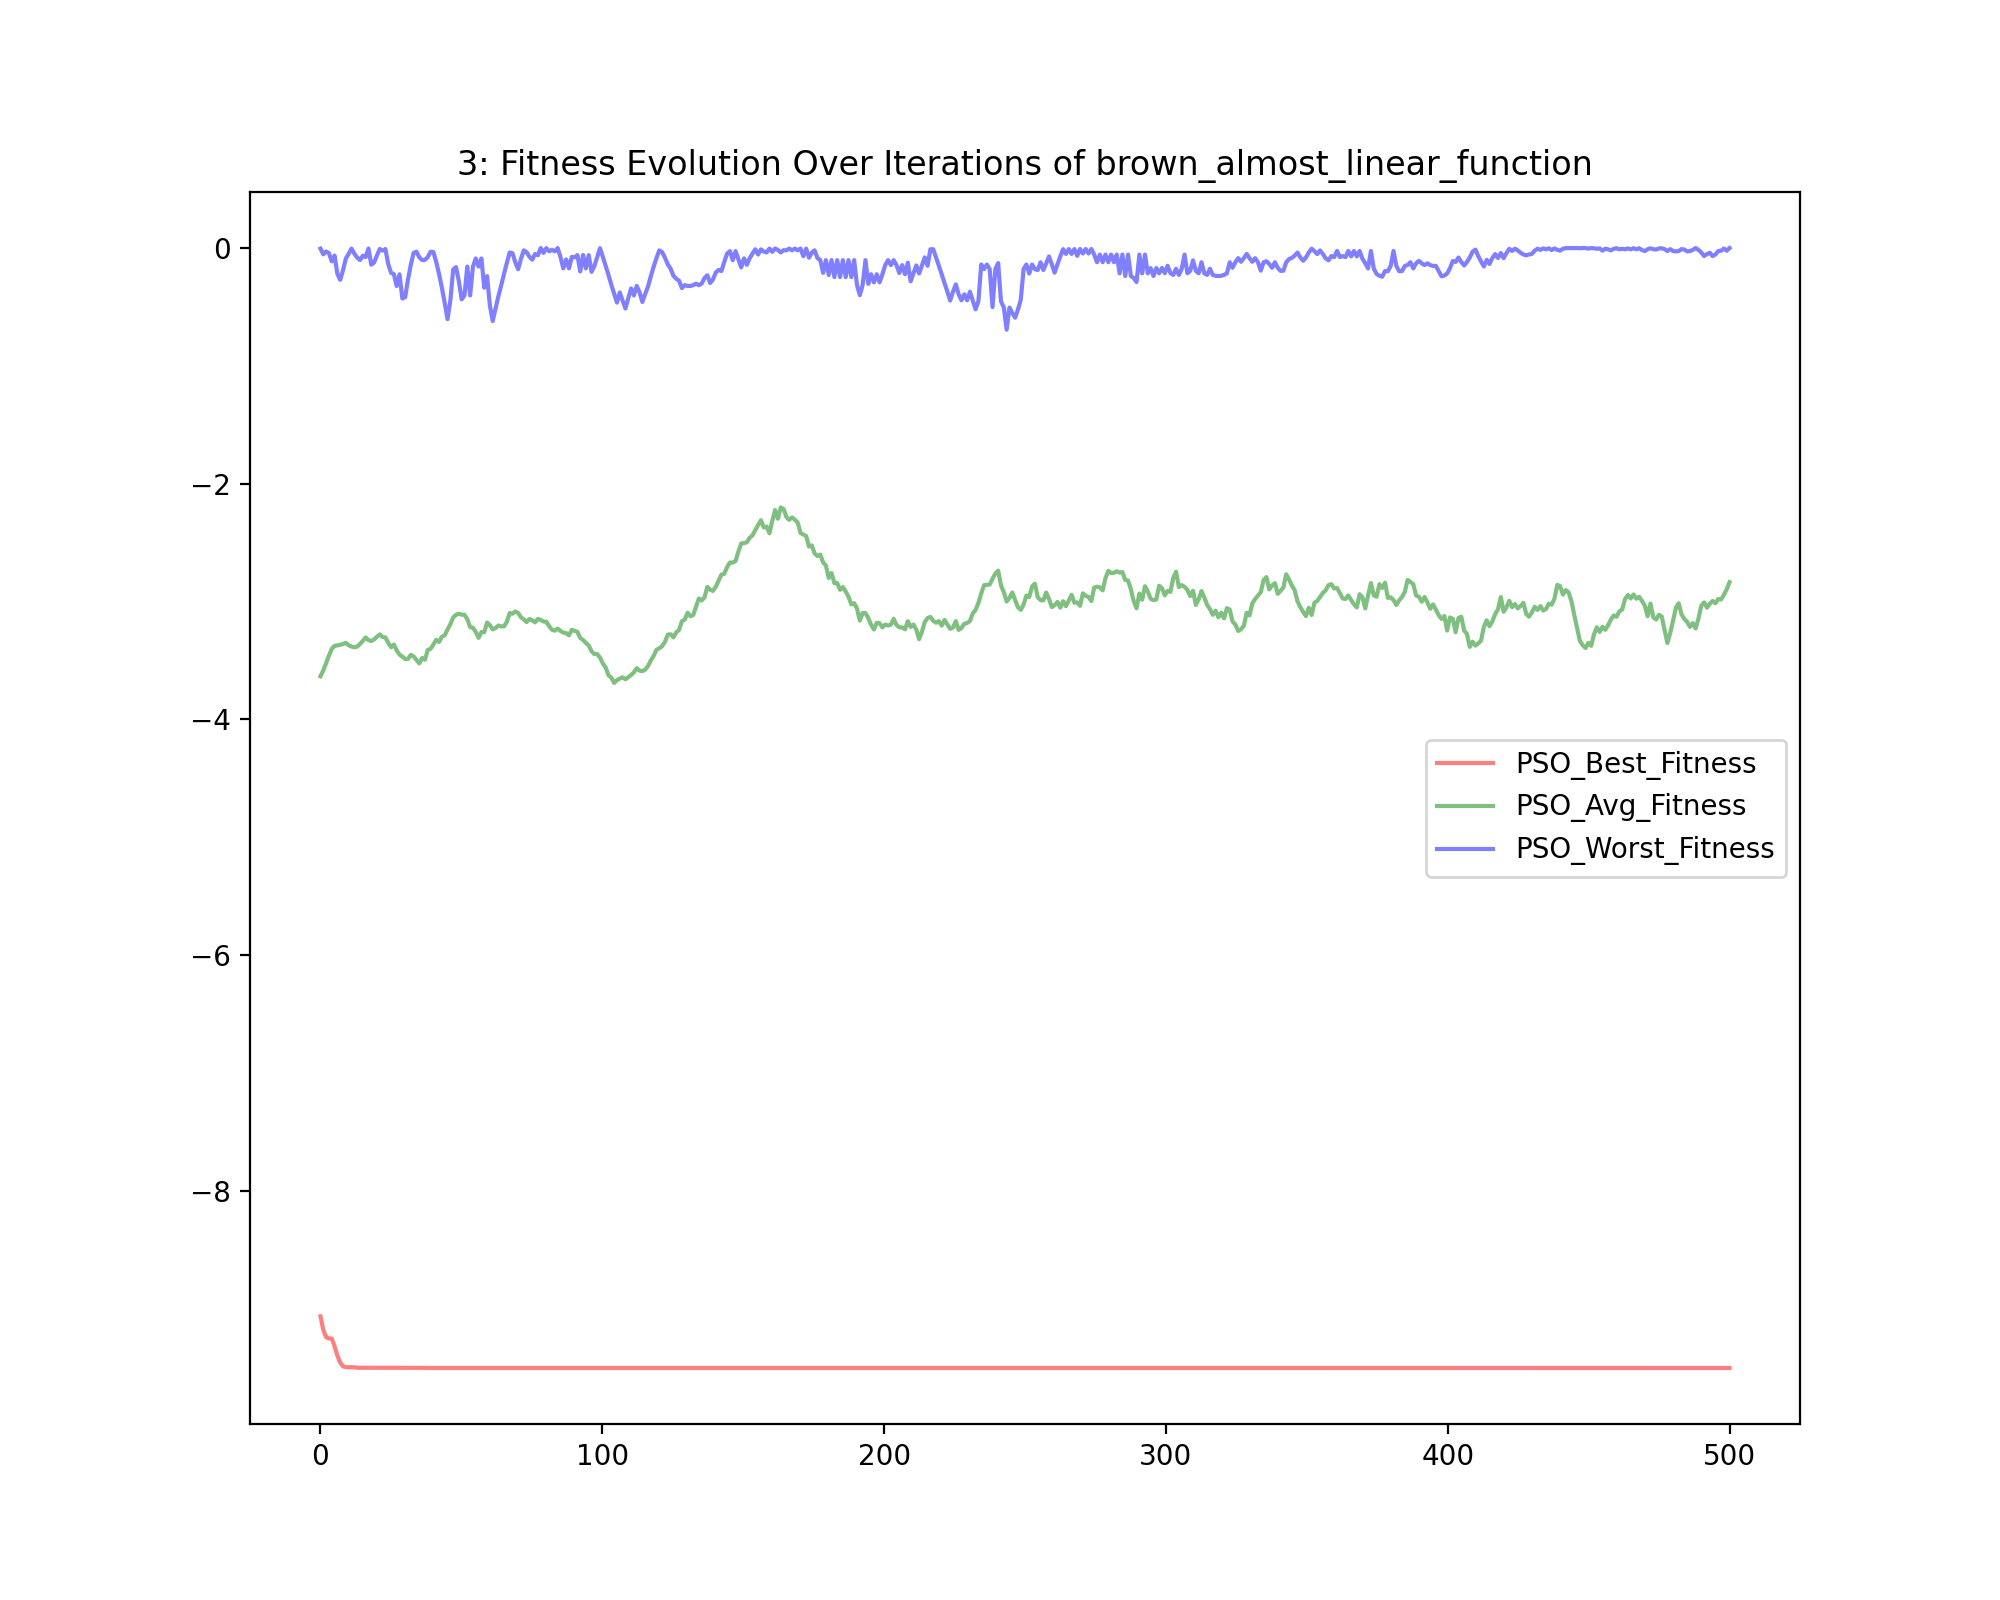 3: Fitness Evolution Over Iterations of brown_almost_linear_function
0
−2
−4
−6
−8
PSO_Best_Fitness
PSO_Avg_Fitness
PSO_Worst_Fitness
0 100 200 300 400 500